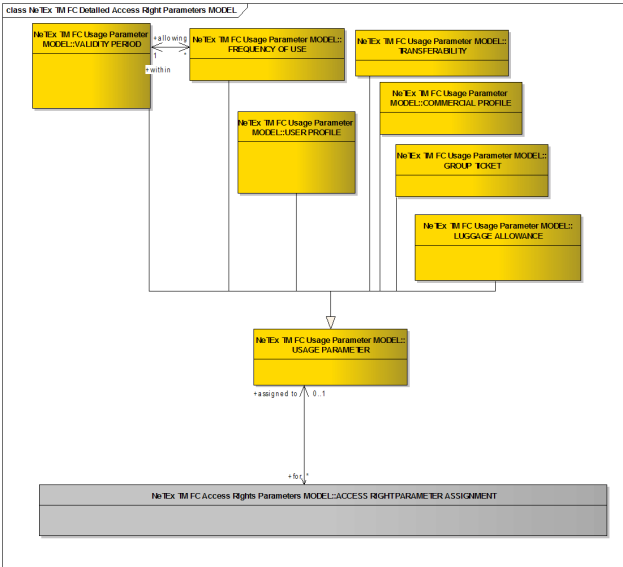 class NeTEx TM FC Detailed Access Right Parameters MODEL
NeTEx TM FC Usage Parameter
MODEL::VALIDITY PERIOD
+allowing
1
*
+within
NeTEx TM FC Usage Parameter MODEL::
FREQUENCY OF USE
NeTEx TM FC Usage Parameter MODEL::
TRANSFERABILITY
NeTEx TM FC Usage Parameter
MODEL::COMMERCIAL PROFILE
NeTEx TM FC Usage Parameter
MODEL::USER PROFILE
NeTEx TM FC Usage Parameter MODEL::
GROUP TICKET
NeTEx TM FC Usage Parameter MODEL::
LUGGAGE ALLOWANCE
NeTEx TM FC Usage Parameter MODEL::
USAGE PARAMETER
+assigned to
0..1
+for
*
NeTEx TM FC Access Rights Parameters MODEL::ACCESS RIGHT PARAMETER ASSIGNMENT